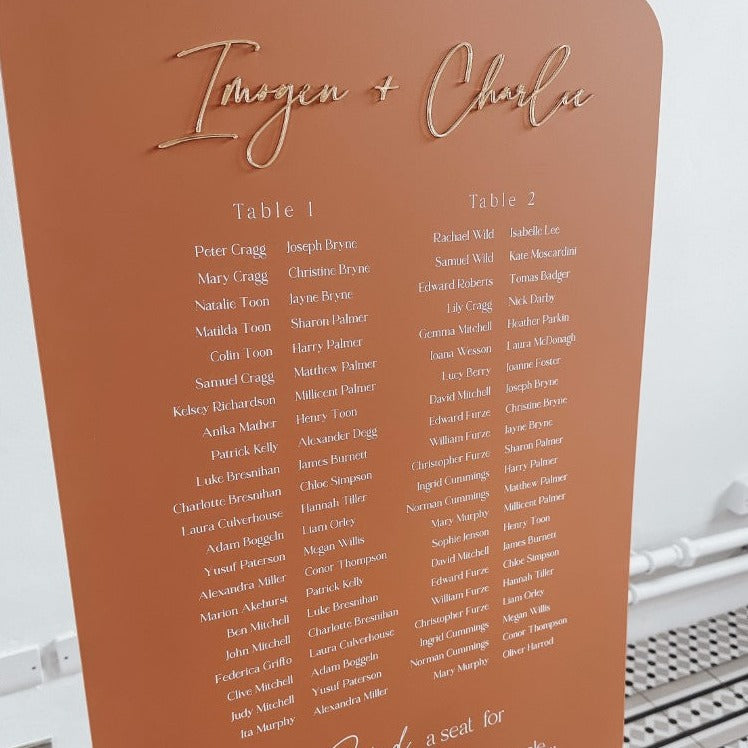 Imogen + Charlie
Table 1
Peter Cragg
Mary Cragg
Natalie Toon
Matilda Toon
Colin Toon
Samuel Cragg
Kelsey Richardson
Anika Mather
Patrick Kelly
Luke Bresnihan
Charlotte Bresnihan
Laura Culverhouse
Adam Boggeln
Yusuf Paterson
Alexandra Miller
Marion Akehurst
Ben Mitchell
John Mitchell
Federica Griffo
Clive Mitchell
Judy Mitchell
Ita Murphy
Joseph Bryne
Christine Bryne
Jayne Bryne
Sharon Palmer
Harry Palmer
Matthew Palmer
Millicent Palmer
Henry Toon
Alexander Degg
James Burnett
Chloe Simpson
Hannah Tiller
Liam Orley
Megan Willis
Conor Thompson
Patrick Kelly
Luke Bresnihan
Charlotte Bresnihan
Laura Culverhouse
Adam Boggeln
Yusuf Paterson
Alexandra Miller
Table 2
Rachael Wild
Samuel Wild
Edward Roberts
Lily Cragg
Gemma Mitchell
Joana Wesson
Lucy Berry
David Mitchell
Edward Furze
William Furze
Christopher Furze
Ingrid Cummings
Norman Cummings
Mary Murphy
Sophie Jenson
David Mitchell
Edward Furze
William Furze
Christopher Furze
Ingrid Cummings
Norman Cummings
Mary Murphy
Isabelle Lee
Kate Moscardini
Tomas Badger
Nick Darby
Heather Parkin
Laura McDonagh
Joanne Foster
Joseph Bryne
Christine Bryne
Jayne Bryne
Sharon Palmer
Harry Palmer
Matthew Palmer
Millicent Palmer
Henry Toon
James Burnett
Chloe Simpson
Hannah Tiller
Liam Orley
Megan Willis
Conor Thompson
Oliver Harrod
a seat for